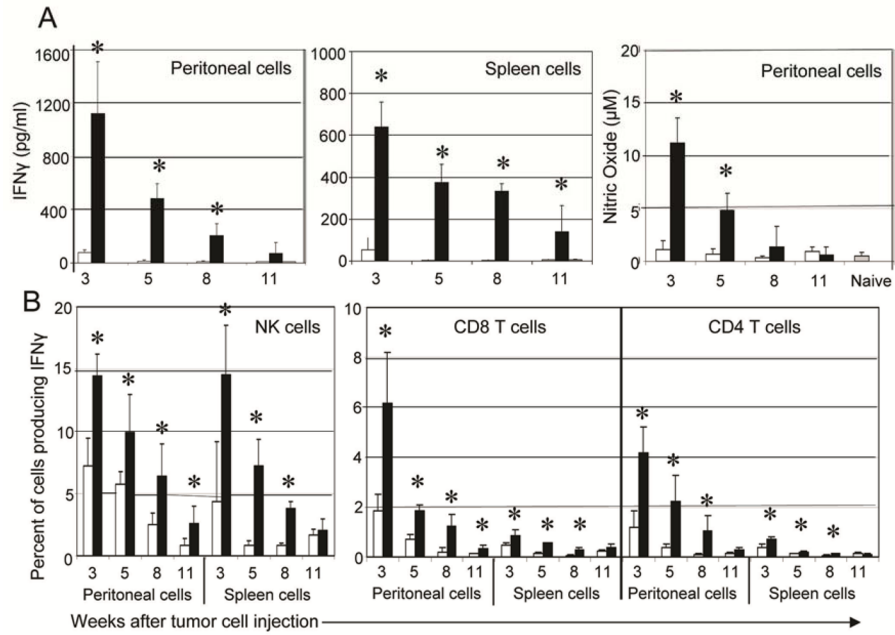 A
1600
1200
800
400
0
IFNγ (pg/ml)
*
*
*
Peritoneal cells
3 5 8 11
1000
800
600
400
200
0
*
*
*
*
Spleen cells
3 5 8 11
20
15
10
5
0
Nitric Oxide (µM)
*
*
Peritoneal cells
3 5 8 11 Naive
B
20
15
10
5
0
Percent of cells producing IFNγ
NK cells
*
*
*
*
*
*
*
3 5 8 11 3 5 8 11
Peritoneal cells Spleen cells
10
8
6
4
2
0
CD8 T cells
*
*
*
*
*
*
*
3 5 8 11 3 5 8 11
Peritoneal cells Spleen cells
CD4 T cells
*
*
*
*
*
*
3 5 8 11 3 5 8 11
Peritoneal cells Spleen cells
Weeks after tumor cell injection